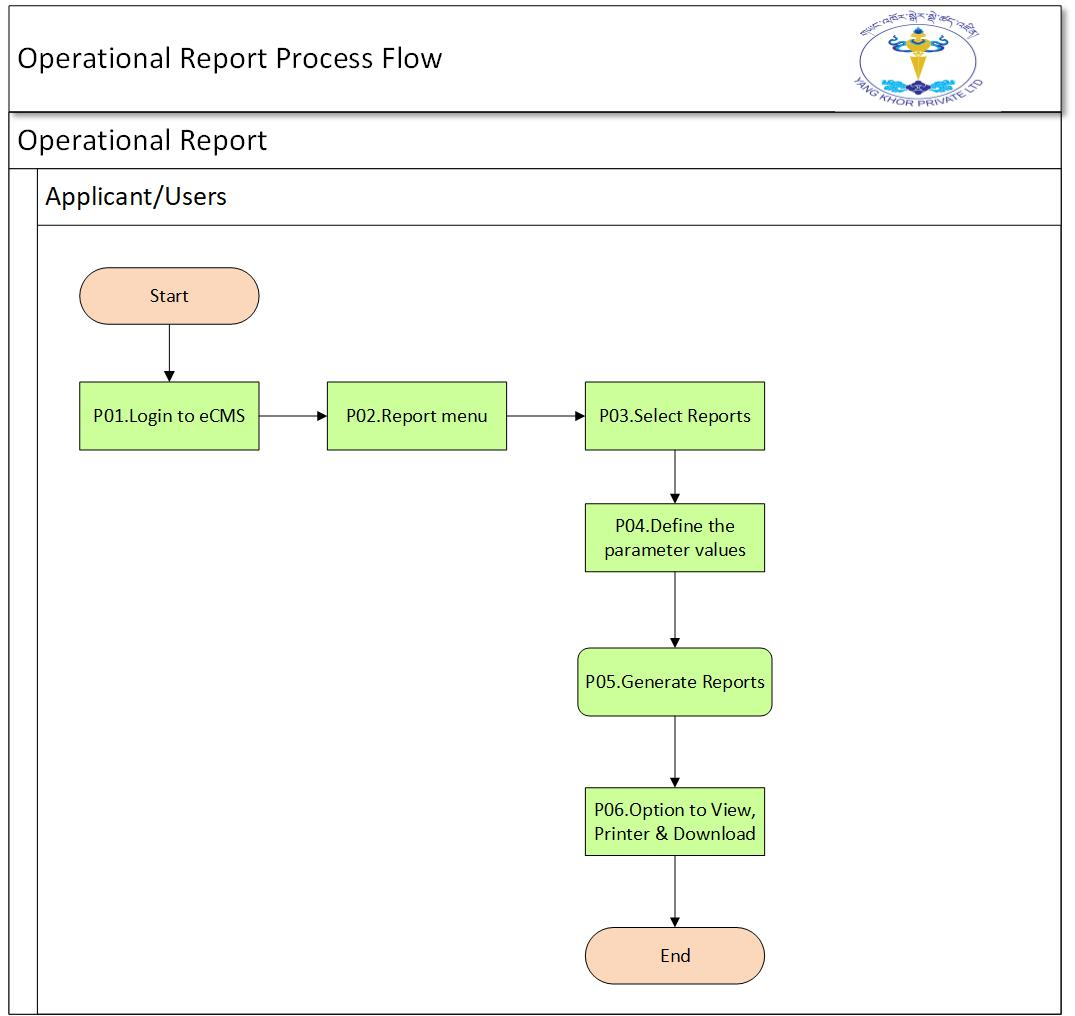 Operational Report Process Flow
YANG KHOR PRIVATE LTD
Operational Report
Applicant/Users
Start
P01.Login to eCMS
P02.Report menu
P03.Select Reports
P04.Define the
parameter values
P05.Generate Reports
P06.Option to View,
Printer & Download
End